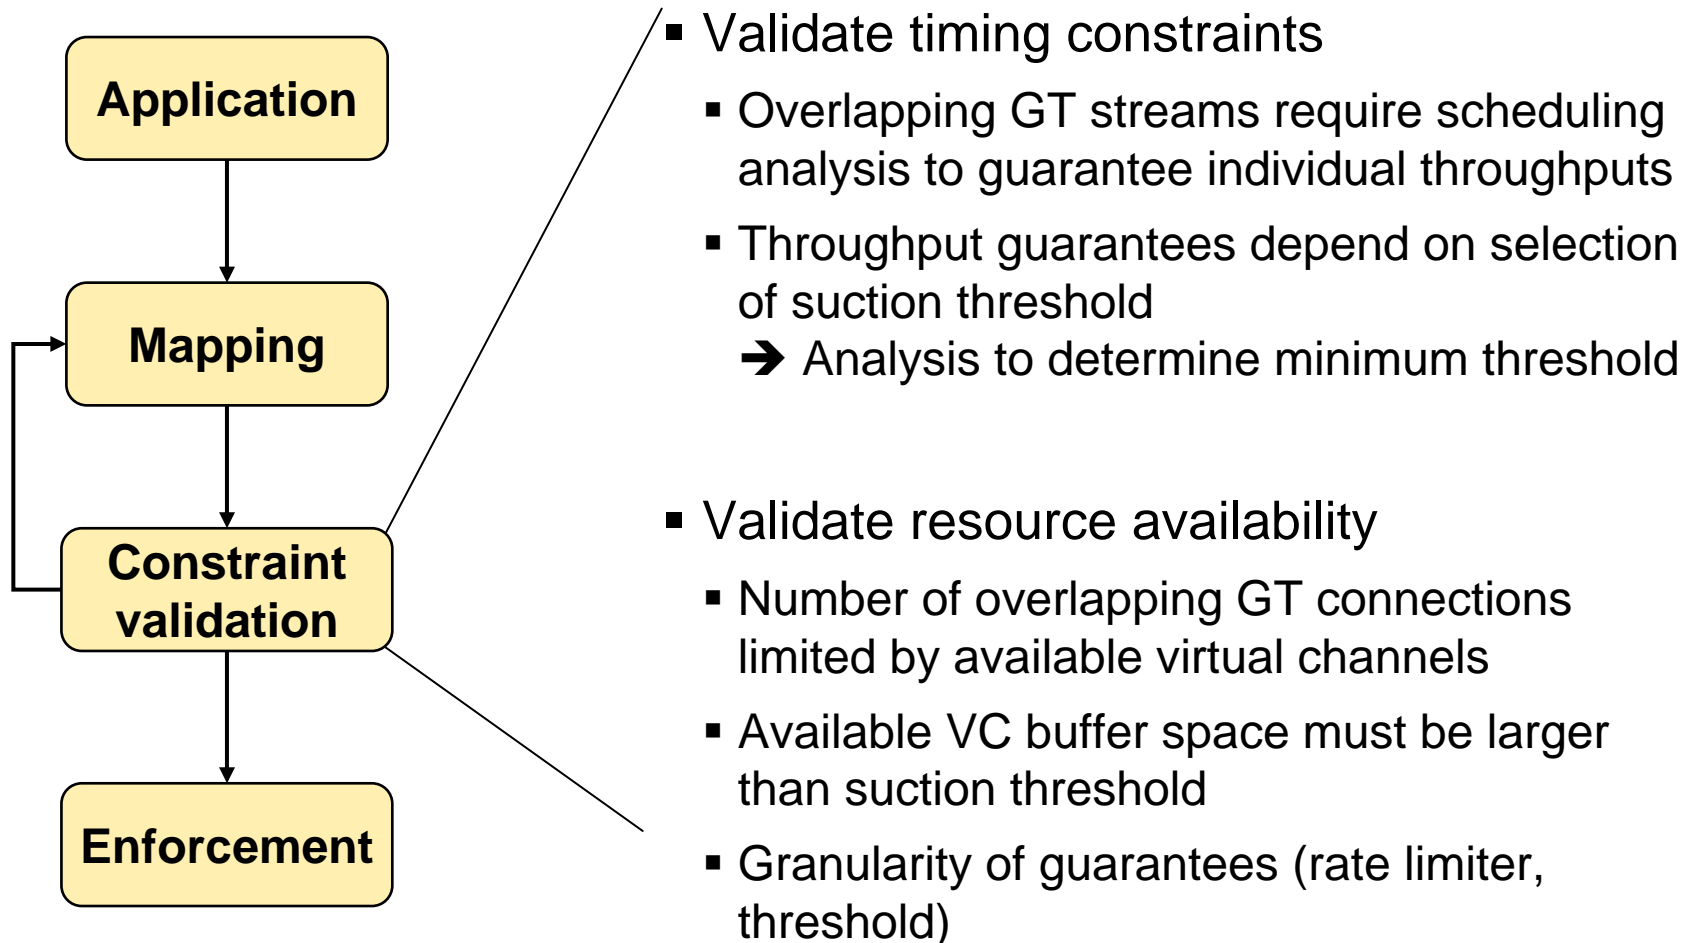 Application
Mapping
Constraint
validation
Enforcement
▪ Validate timing constraints
▪ Overlapping GT streams require scheduling
analysis to guarantee individual throughputs
▪ Throughput guarantees depend on selection
of suction threshold
➔ Analysis to determine minimum threshold
▪ Validate resource availability
▪ Number of overlapping GT connections
limited by available virtual channels
▪ Available VC buffer space must be larger
than suction threshold
▪ Granularity of guarantees (rate limiter,
threshold)